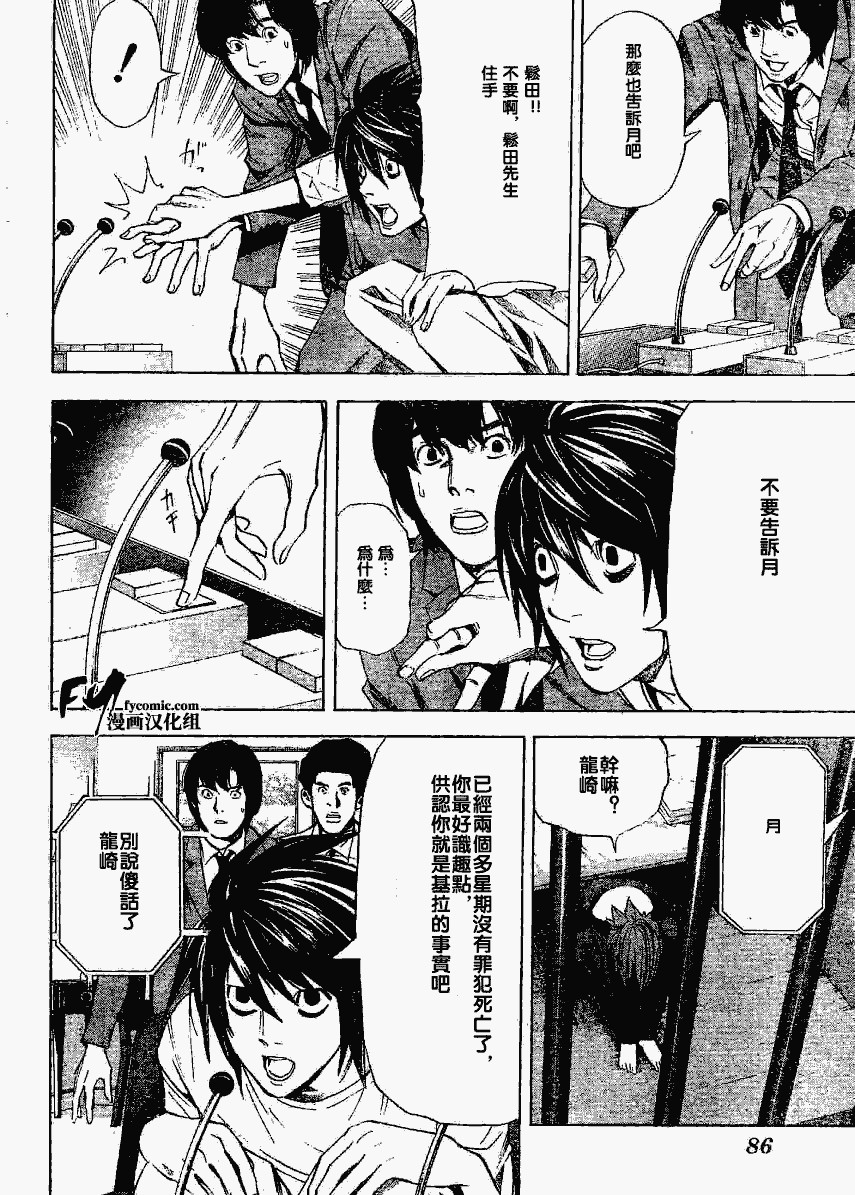 那麼也告訴月吧
鬆田!!
不要啊，鬆田先生
住手
！
ガッ
不要告訴月
為…
為什麼…
カチ
fycomic.com
FY
漫画汉化组
月
幹嘛？
龍崎
已經兩個多星期沒有罪犯死亡了，
你最好識趣點，
供認你就是基拉的事實吧
別說傻話了
龍崎
86